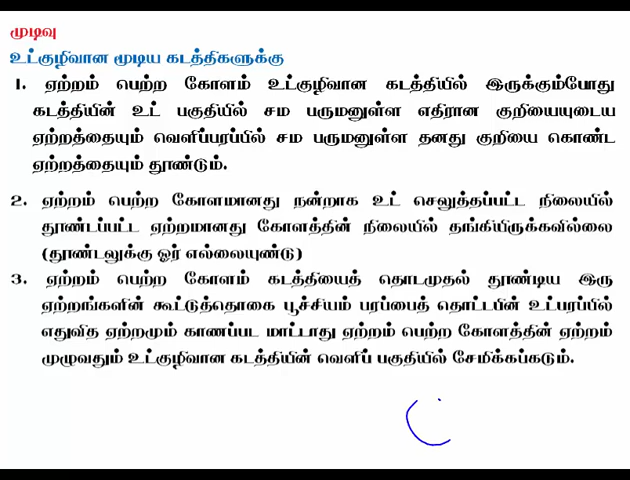 முடிவு
உட்குழிவான மூடிய கடத்திகளுக்கு
1. ஏற்றம் பெற்ற கோளம் உட்குழிவான கடத்தியில் இருக்கும்போது
கடத்தியின் உட் பகுதியில் சம பருமனுள்ள எதிரான குறியையுடைய
ஏற்றத்தையும் வெளிப்பரப்பில் சம பருமனுள்ள தனது குறியை கொண்ட
ஏற்றத்தையும் தூண்டும்.
2. ஏற்றம் பெற்ற கோளமானது நன்றாக உட் செலுத்தப்பட்ட நிலையில்
தூண்டப்பட்ட ஏற்றமானது கோளத்தின் நிலையில் தங்கியிருக்கவில்லை
(தூண்டலுக்கு ஓர் எல்லையுண்டு)
3. ஏற்றம் பெற்ற கோளம் கடத்தியைத் தொடமுதல் தூண்டிய இரு
ஏற்றங்களின் கூட்டுத்தொகை பூச்சியம் பரப்பைத் தொட்டபின் உட்பரப்பில்
எதுவித ஏற்றமும் காணப்பட மாட்டாது ஏற்றம் பெற்ற கோளத்தின் ஏற்றம்
முழுவதும் உட்குழிவான கடத்தியின் வெளிப் பகுதியில் சேமிக்கப்கடும்.